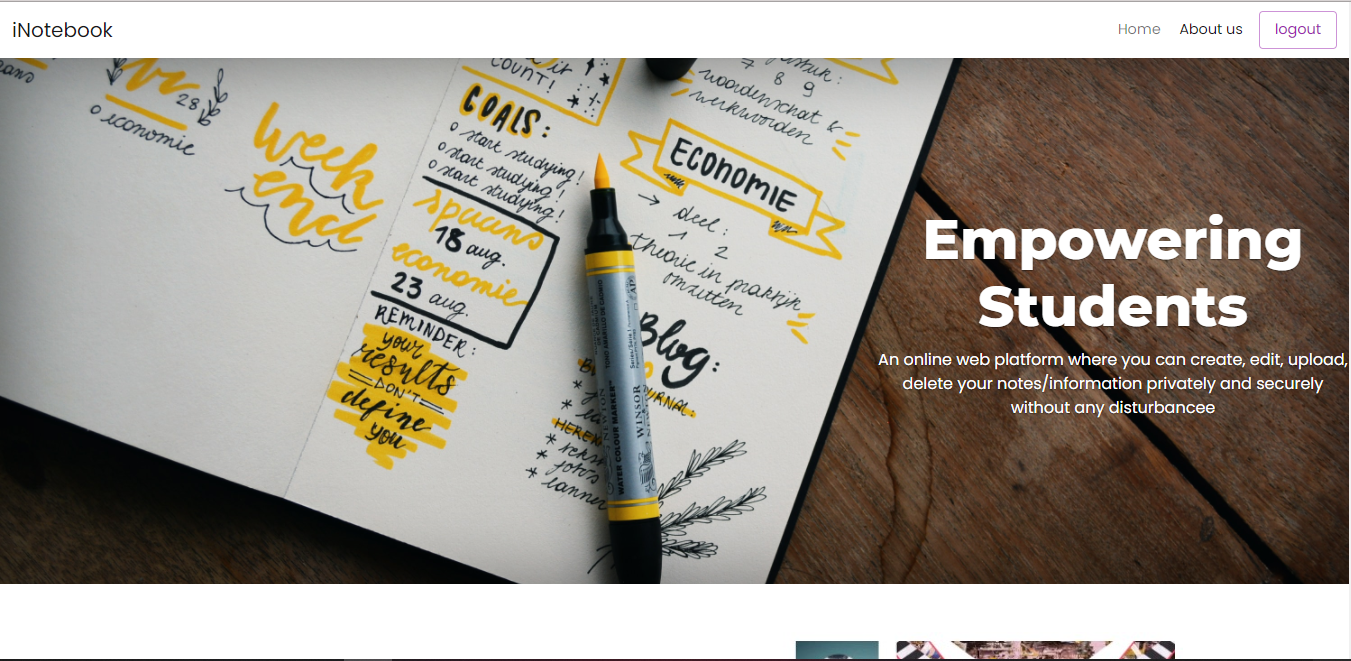 iNotebook
Home
About us
logout
28
o economie
week
end
COUNT!
GOALS:
o start studying!
o start studying!
o start studying!
spaans
18 aug.
economie
23 aug.
REMINDER:
your
results
DON'T
define
you
7 8 9
woordenschat &
werkwoorden
ECONOMIE
→ deel:
1 2
theorie in praktijk
omzetten
Blog:
WATER COLOUR MARKER™
WINSOR
NEWTON
Empowering
Students
An online web platform where you can create, edit, upload,
delete your notes/information privately and securely
without any disturbancee